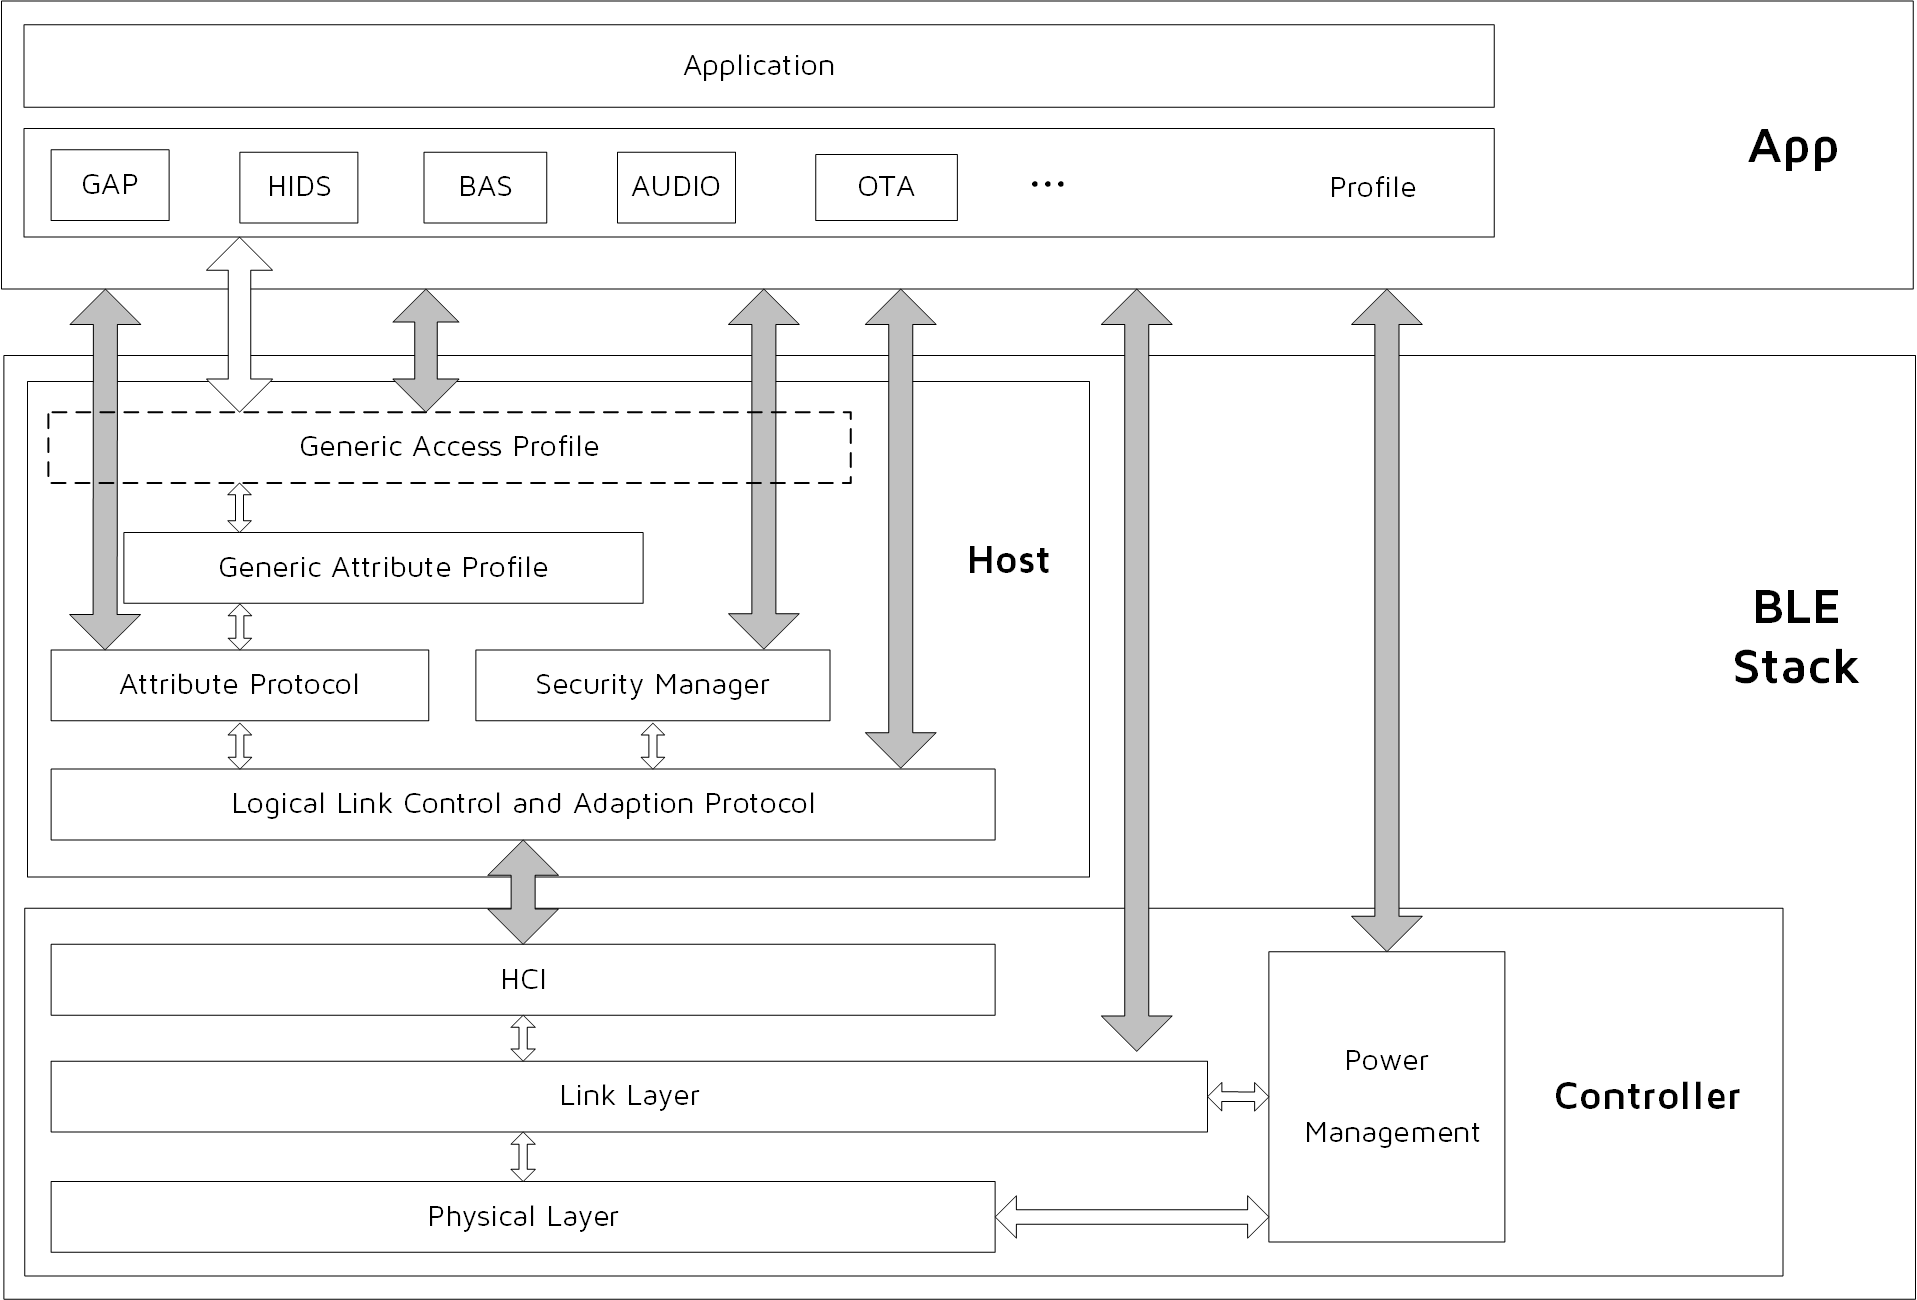 Application
App
GAP
HIDS
BAS
AUDIO
OTA
...
Profile
Generic Access Profile
Generic Attribute Profile
Host
Attribute Protocol
Security Manager
BLE
Stack
Logical Link Control and Adaption Protocol
HCI
Link Layer
Power
Management
Controller
Physical Layer